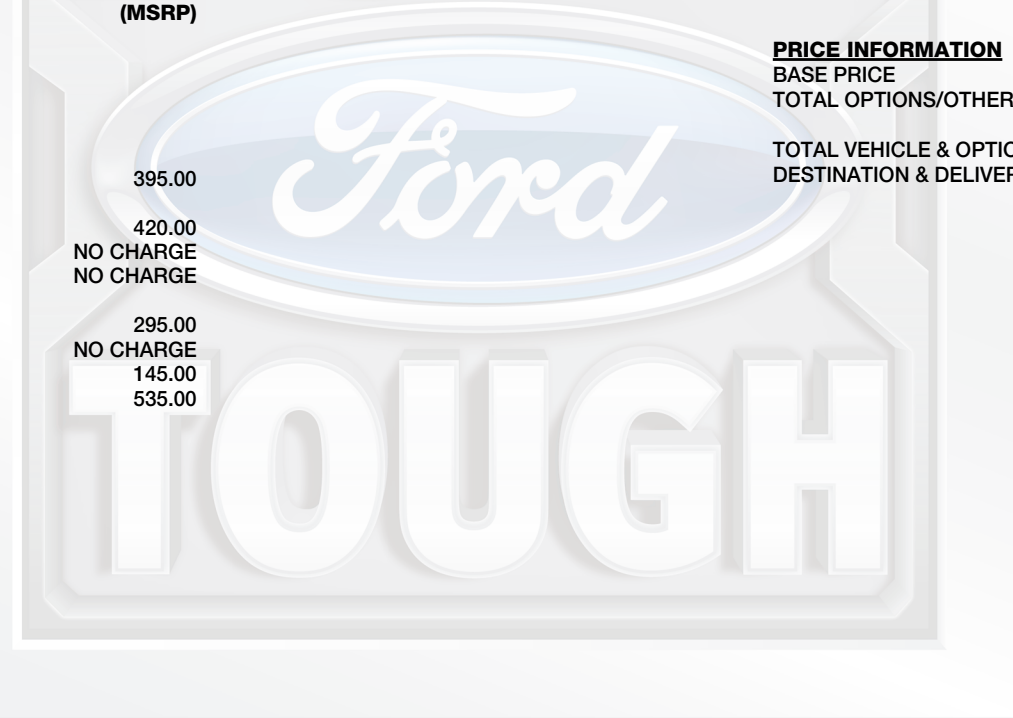 (MSRP)
395.00
420.00
NO CHARGE
NO CHARGE
295.00
NO CHARGE
145.00
535.00
PRICE INFORMATION
BASE PRICE
TOTAL OPTIONS/OTHER
TOTAL VEHICLE & OPTIO
DESTINATION & DELIVER
Ford
TOUGH